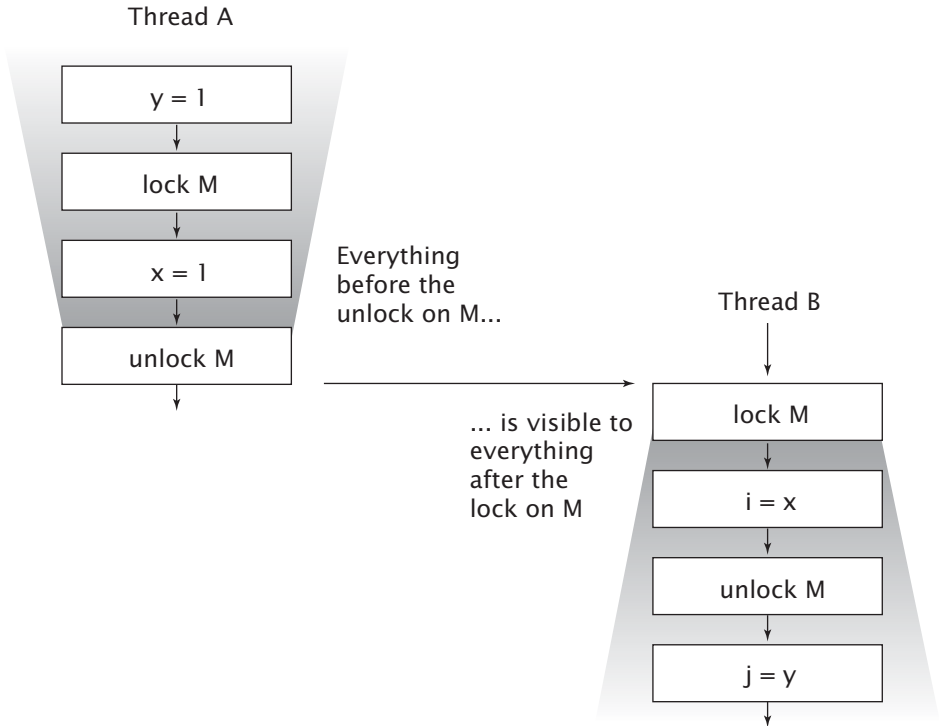 Thread A
y = 1
lock M
x = 1
unlock M
Everything
before the
unlock on M...
... is visible to
everything
after the
lock on M
Thread B
lock M
i = x
unlock M
j = y